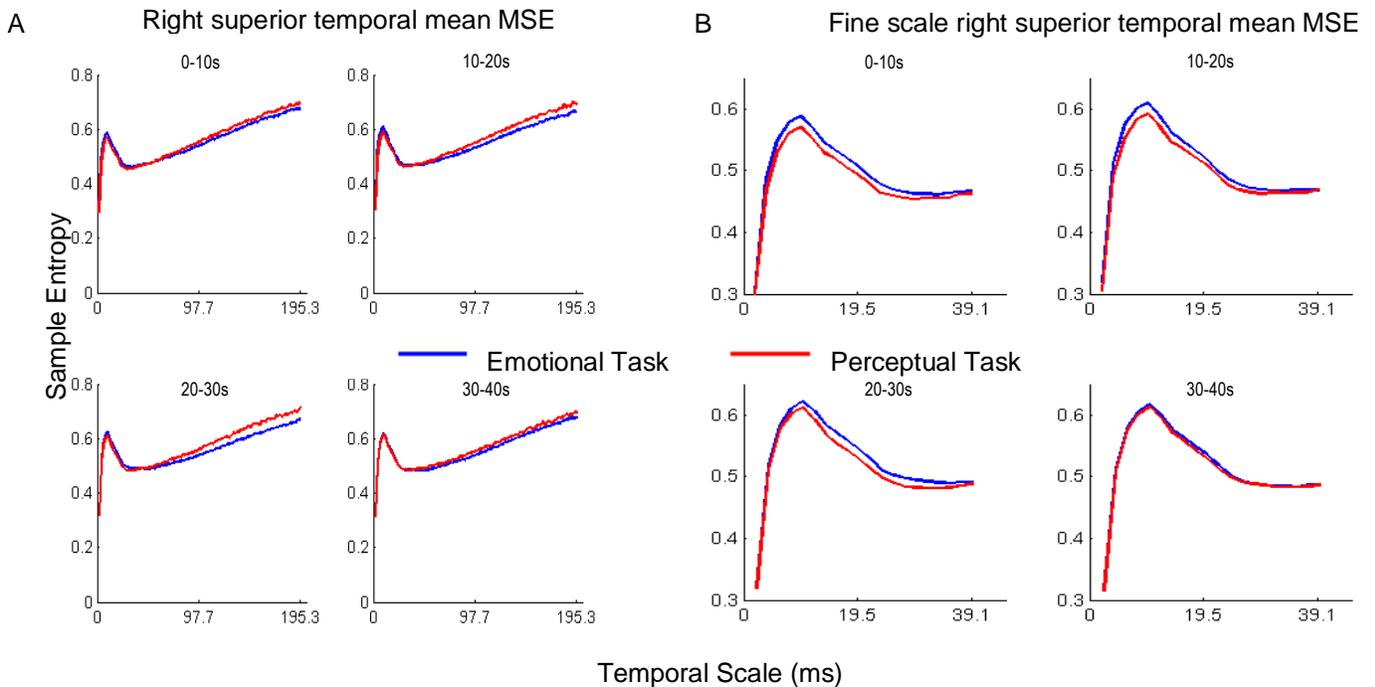 A
Right superior temporal mean MSE
B
Fine scale right superior temporal mean MSE
0-10s
10-20s
0-10s
10-20s
0.8
0.6
0.4
0.2
0
0 97.7 195.3
0.8
0.6
0.4
0.2
0
0 97.7 195.3
0.6
0.5
0.4
0.3
0 19.5 39.1
0.6
0.5
0.4
0.3
0 19.5 39.1
Sample Entropy
Emotional Task
Perceptual Task
20-30s
30-40s
20-30s
30-40s
0.8
0.6
0.4
0.2
0
0 97.7 195.3
0.8
0.6
0.4
0.2
0
0 97.7 195.3
0.6
0.5
0.4
0.3
0 19.5 39.1
0.6
0.5
0.4
0.3
0 19.5 39.1
Temporal Scale (ms)